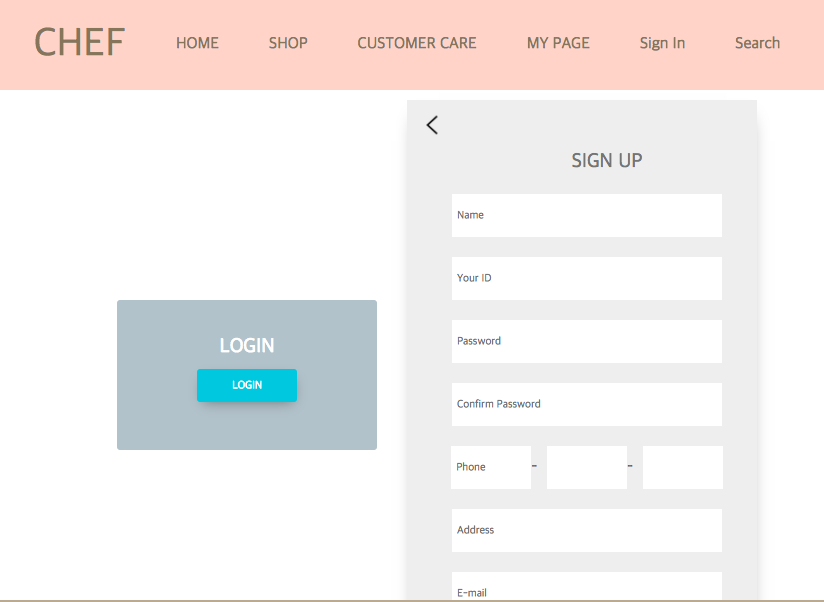 CHEF HOME SHOP CUSTOMER CARE MY PAGE Sign In Search
SIGN UP
Name
Your ID
LOGIN
Password
LOGIN
Confirm Password
Phone - -
Address
E-mail